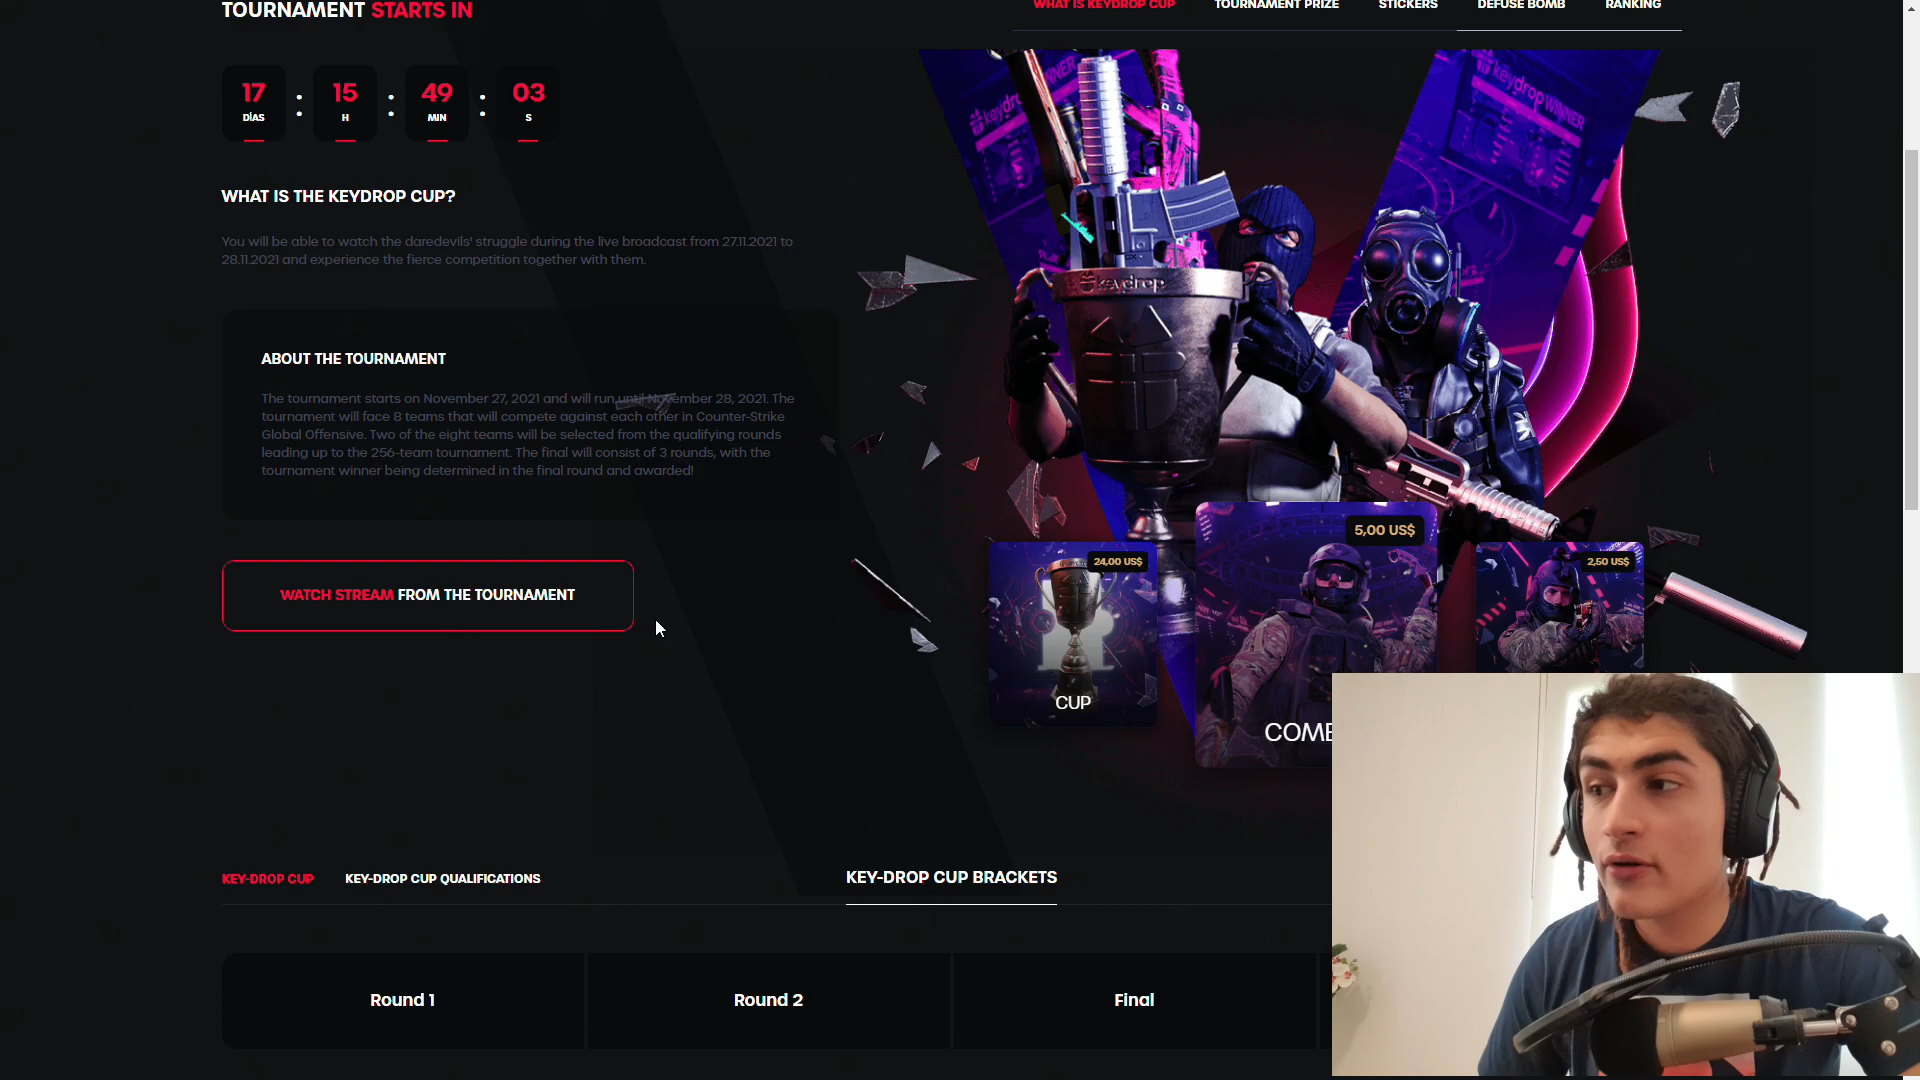 TOURNAMENT STARTS IN
WHAT IS KEYDROP CUP
TOURNAMENT PRIZE
STICKERS
DEFUSE BOMB
RANKING
17 : 15 : 49 : 03
DÍAS H MIN S
WHAT IS THE KEYDROP CUP?
You will be able to watch the daredevils' struggle during the live broadcast from 27.11.2021 to
28.11.2021 and experience the fierce competition together with them.
ABOUT THE TOURNAMENT
The tournament starts on November 27, 2021 and will run until November 28, 2021. The
tournament will face 8 teams that will compete against each other in Counter-Strike
Global Offensive. Two of the eight teams will be selected from the qualifying rounds
leading up to the 256-team tournament. The final will consist of 3 rounds, with the
tournament winner being determined in the final round and awarded!
WATCH STREAM FROM THE TOURNAMENT
keydrop WINNER
keydrop
24,00 US$
CUP
5,00 US$
2,50 US$
KEY-DROP CUP
KEY-DROP CUP QUALIFICATIONS
KEY-DROP CUP BRACKETS
Round 1
Round 2
Final